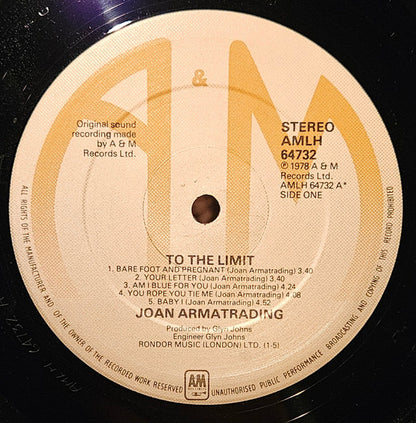 A & M
Original sound
recording made
by A & M
Records Ltd.
STEREO
AMLH
64732
℗ 1978 A & M
Records Ltd.
AMLH 64732 A*
SIDE ONE
TO THE LIMIT
1. BARE FOOT AND PREGNANT (Joan Armatrading) 3.40
2. YOUR LETTER (Joan Armatrading) 3.40
3. AM I BLUE FOR YOU (Joan Armatrading) 4.24
4. YOU ROPE YOU TIE ME (Joan Armatrading) 4.08
5. BABY I (Joan Armatrading) 4.52
JOAN ARMATRADING
Produced by Glyn Johns
Engineer Glyn Johns
RONDOR MUSIC (LONDON) LTD. (1-5)
AM
RECORDS
ALL RIGHTS OF THE MANUFACTURER AND OF THE OWNER OF THE RECORDED WORK RESERVED
UNAUTHORISED PUBLIC PERFORMANCE BROADCASTING AND COPYING OF THIS RECORD PROHIBITED